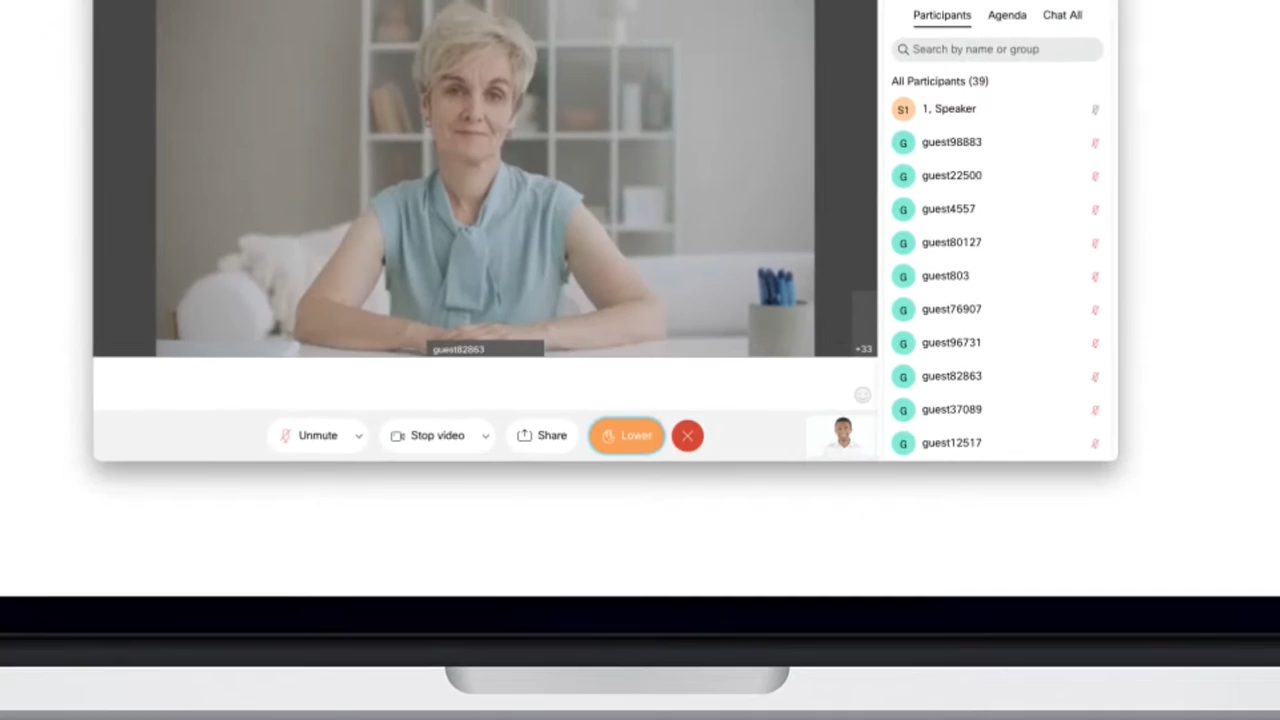 Participants Agenda Chat All
Search by name or group
All Participants (39)
S1 1, Speaker
G guest98883
G guest22500
G guest4557
G guest80127
G guest803
G guest76907
G guest96731
G guest82863
G guest37089
G guest12517
guest82863
+33
Unmute Stop video Share Lower